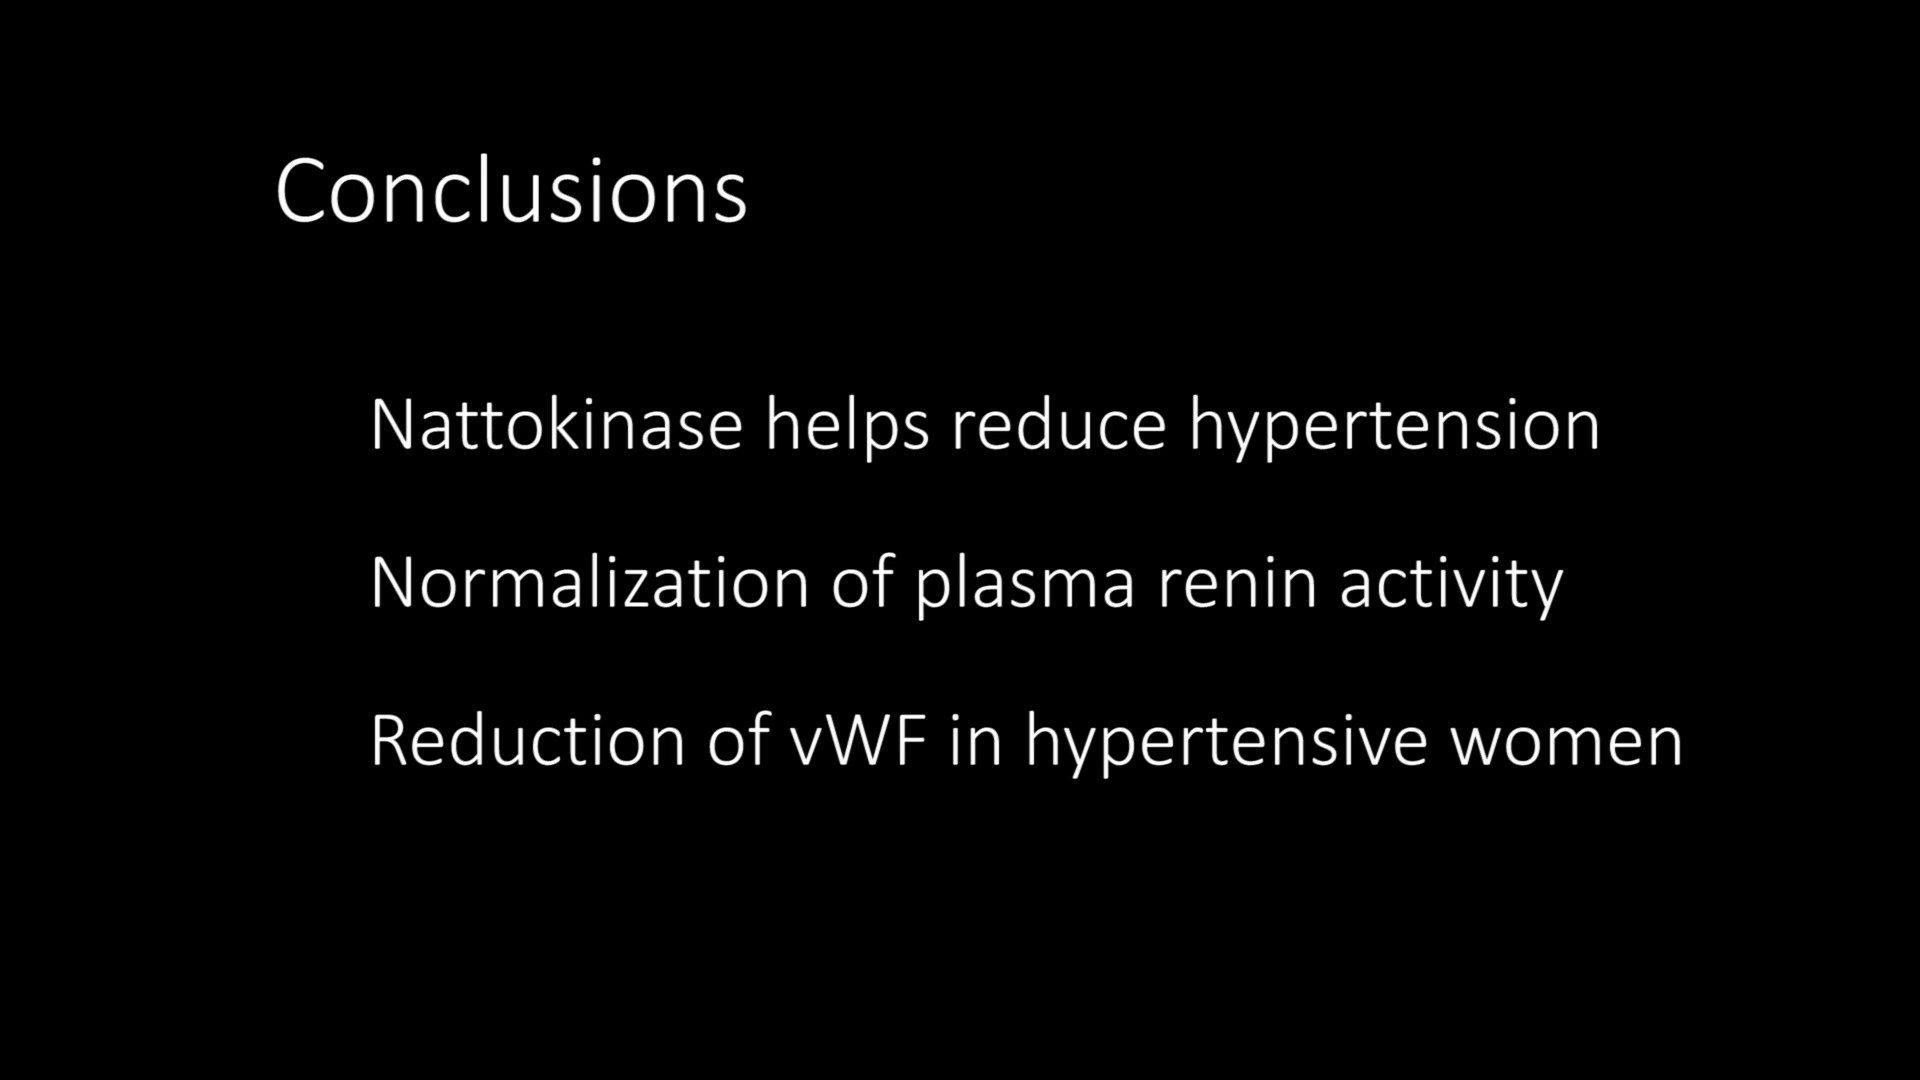 Conclusions
Nattokinase helps reduce hypertension
Normalization of plasma renin activity
Reduction of vWF in hypertensive women